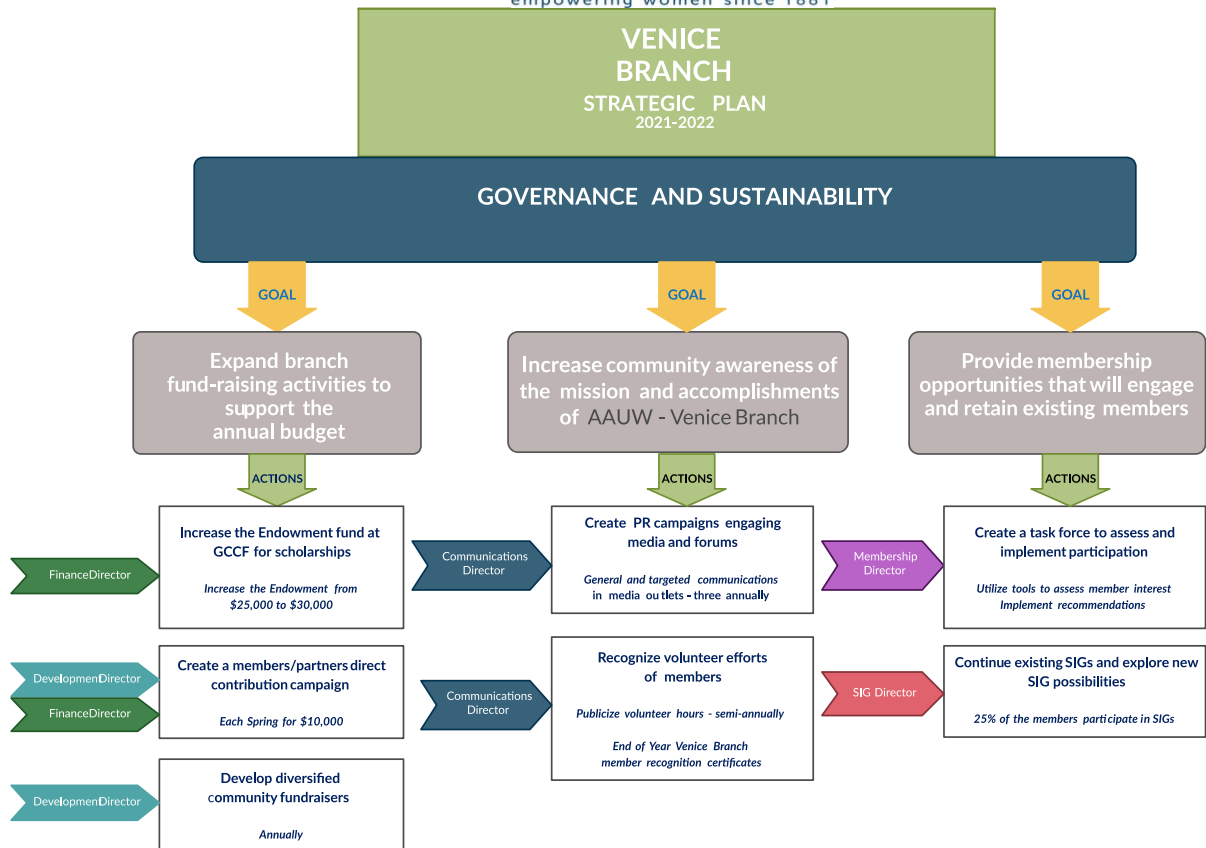 empowering women since 1881
VENICE
BRANCH
STRATEGIC PLAN
2021-2022
GOVERNANCE AND SUSTAINABILITY
GOAL
GOAL
GOAL
Expand branch
fund-raising activities to
support the
annual budget
Increase community awareness of
the mission and accomplishments
of AAUW - Venice Branch
Provide membership
opportunities that will engage
and retain existing members
ACTIONS
ACTIONS
ACTIONS
FinanceDirector
Increase the Endowment fund at
GCCF for scholarships
Increase the Endowment from
$25,000 to $30,000
Communications
Director
Create PR campaigns engaging
media and forums
General and targeted communications
in media outlets - three annually
Membership
Director
Create a task force to assess and
implement participation
Utilize tools to assess member interest
Implement recommendations
DevelopmentDirector
FinanceDirector
Create a members/partners direct
contribution campaign
Each Spring for $10,000
Communications
Director
Recognize volunteer efforts
of members
Publicize volunteer hours - semi-annually
End of Year Venice Branch
member recognition certificates
SIG Director
Continue existing SIGs and explore new
SIG possibilities
25% of the members participate in SIGs
DevelopmentDirector
Develop diversified
community fundraisers
Annually